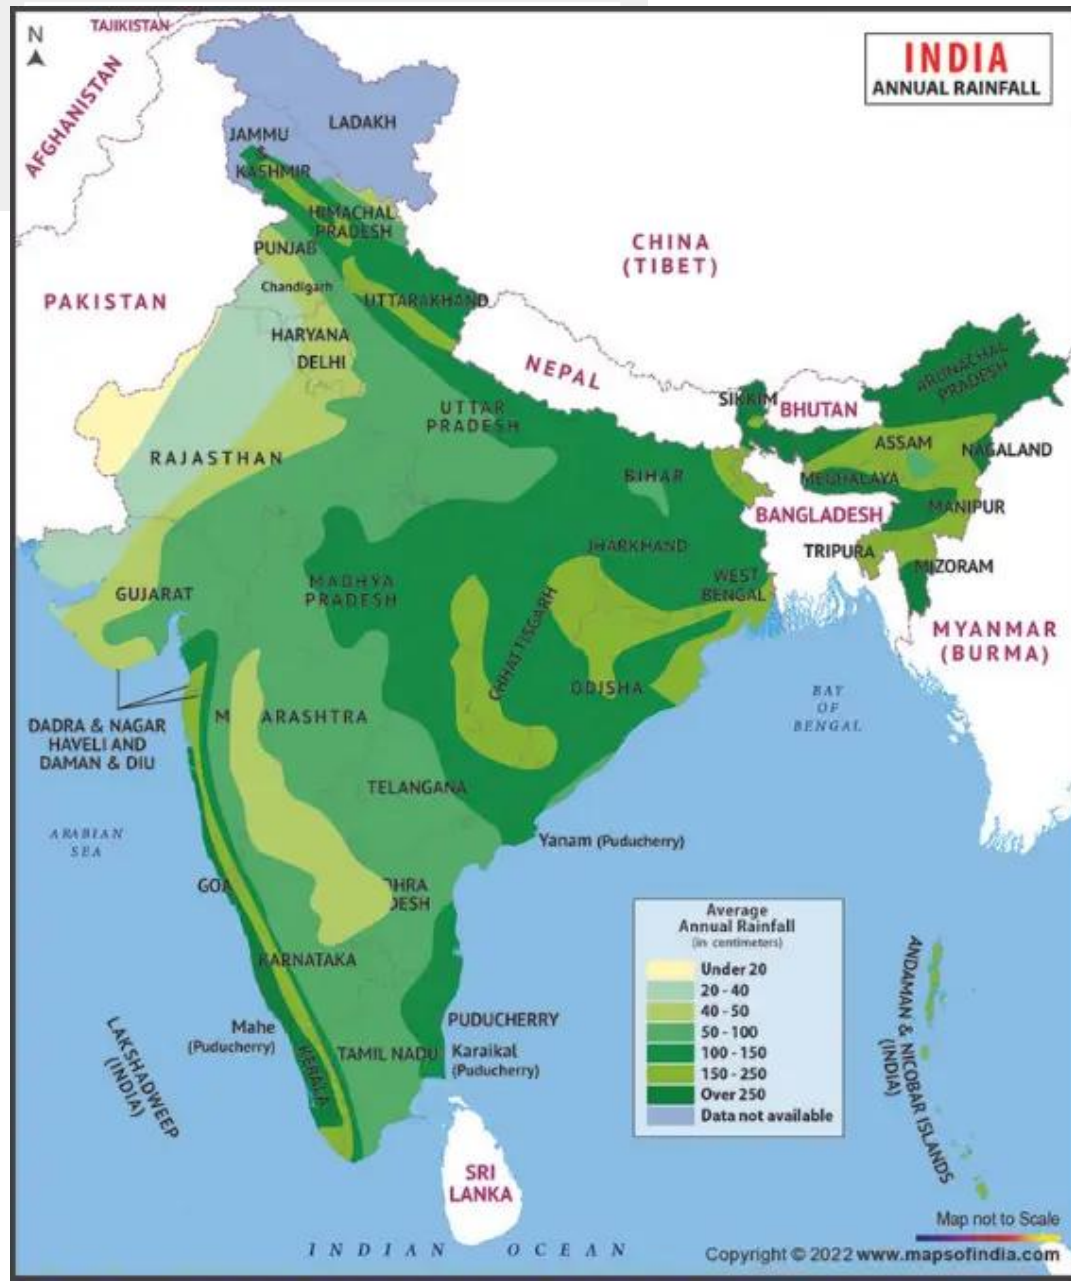 N
TAJIKISTAN
AFGHANISTAN
INDIA
ANNUAL RAINFALL
JAMMU
&
KASHMIR
LADAKH
HIMACHAL
PRADESH
PUNJAB
Chandigarh
UTTARAKHAND
CHINA
(TIBET)
PAKISTAN
HARYANA
DELHI
NEPAL
SIKKIM
BHUTAN
ARUNACHAL
PRADESH
UTTAR
PRADESH
RAJASTHAN
ASSAM
NAGALAND
BIHAR
MEGHALAYA
BANGLADESH
MANIPUR
JHARKHAND
TRIPURA
MIZORAM
GUJARAT
MADHYA
PRADESH
WEST
BENGAL
CHHATTISGARH
MYANMAR
(BURMA)
ODISHA
BAY
OF
BENGAL
DADRA & NAGAR
HAVELI AND
DAMAN & DIU
M ARASHTRA
TELANGANA
ARABIAN
SEA
Yanam (Puducherry)
GOA
DHRA
DESH
KARNATAKA
Average
Annual Rainfall
(in centimeters)
Under 20
20 - 40
40 - 50
50 - 100
100 - 150
150 - 250
Over 250
Data not available
ANDAMAN & NICOBAR ISLANDS
(INDIA)
LAKSHADWEEP
(INDIA)
Mahe
(Puducherry)
PUDUCHERRY
KERALA
TAMIL NADU
Karaikal
(Puducherry)
SRI
LANKA
INDIAN OCEAN
Map not to Scale
Copyright © 2022 www.mapsofindia.com